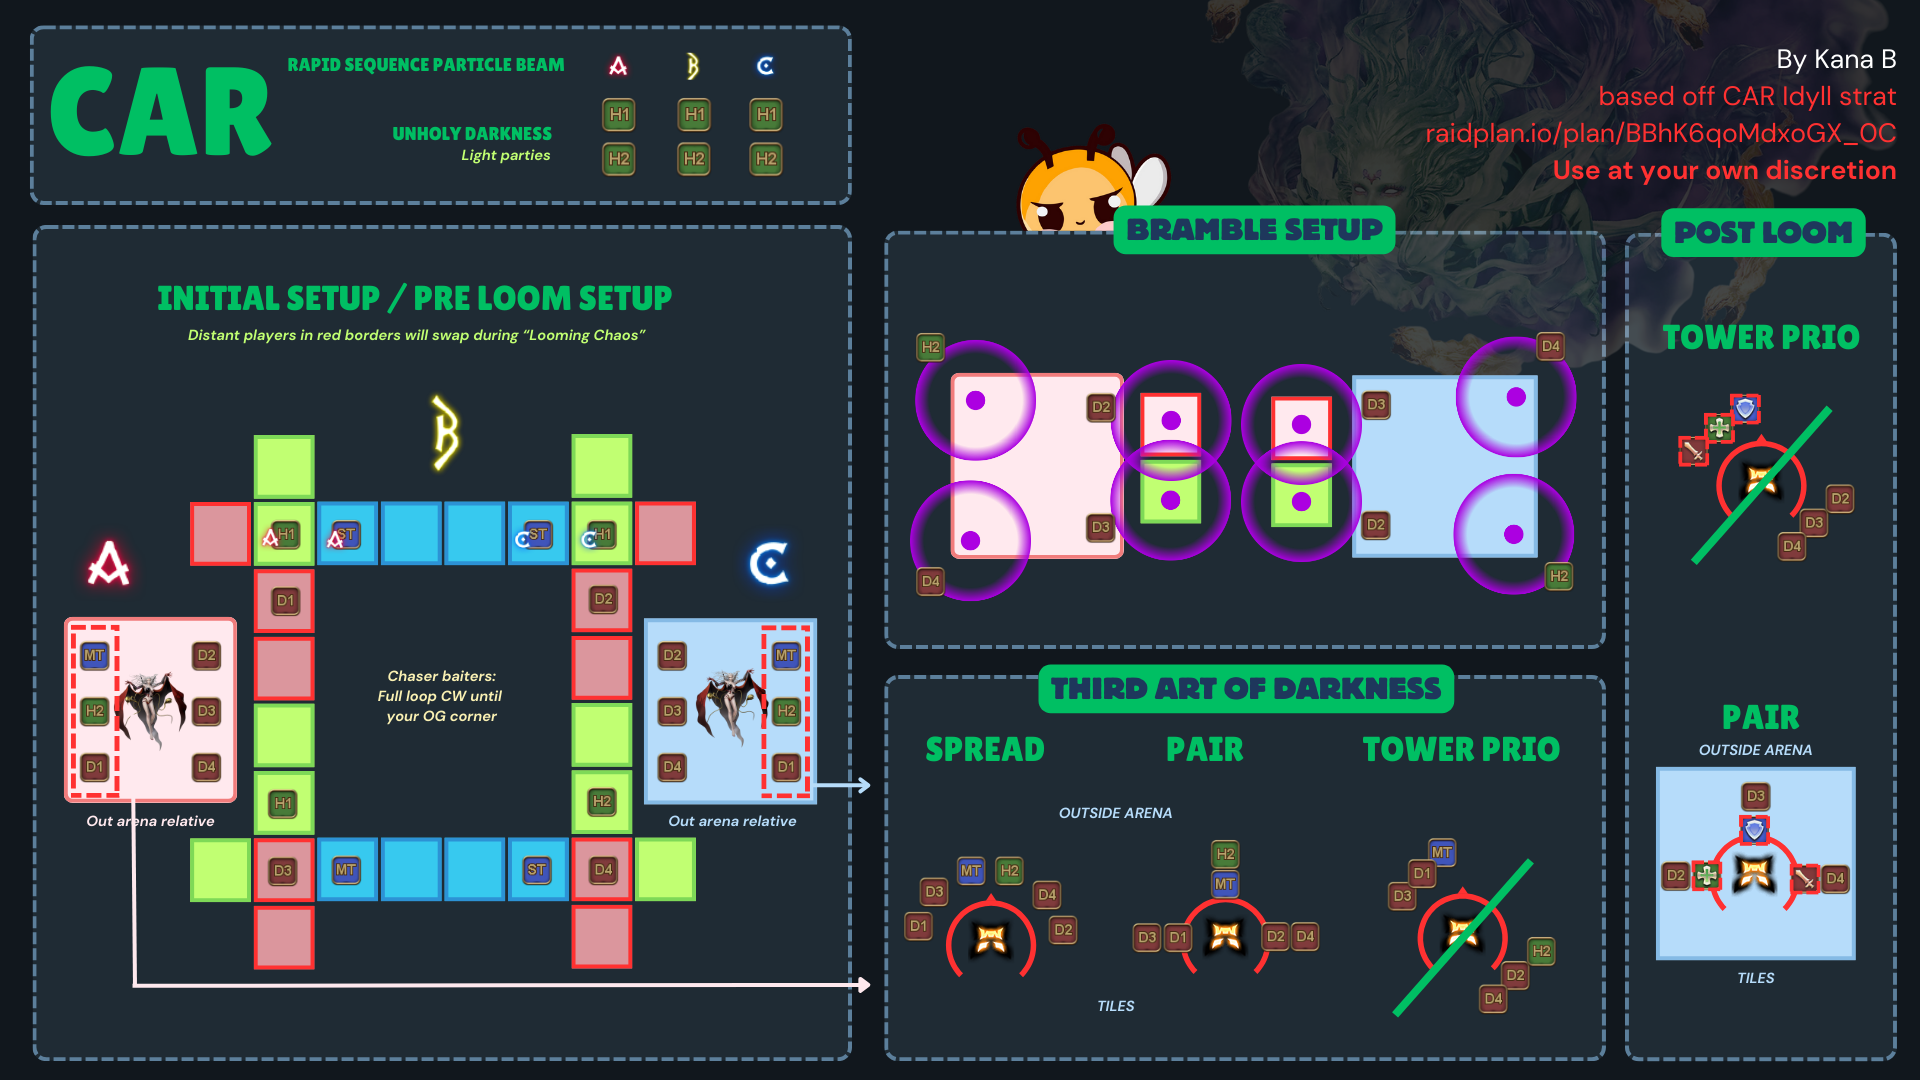 CAR
RAPID SEQUENCE PARTICLE BEAM
A B C
UNHOLY DARKNESS
Light parties
H1 H1 H1
H2 H2 H2
By Kana B
based off CAR Idyll strat
raidplan.io/plan/BBhK6qoMdxoGX_0C
Use at your own discretion
INITIAL SETUP / PRE LOOM SETUP
Distant players in red borders will swap during “Looming Chaos”
B
A H1 A ST C ST C H1
A C
D1 D2
MT D2 D2 MT
H2 D3 D3 H2
D1 D4 D4 D1
Chaser baiters:
Full loop CW until
your OG corner
H1 H2
Out arena relative
Out arena relative
D3 MT ST D4
BRAMBLE SETUP
H2 D4
D2 D3
D3 D2
D4 H2
THIRD ART OF DARKNESS
SPREAD
PAIR
TOWER PRIO
OUTSIDE ARENA
MT H2
D3 D4
D1 D2
H2
MT
D3 D1 D2 D4
MT
D1
D3
H2
D2
D4
TILES
POST LOOM
TOWER PRIO
D2
D3
D4
PAIR
OUTSIDE ARENA
D3
D2 D4
TILES